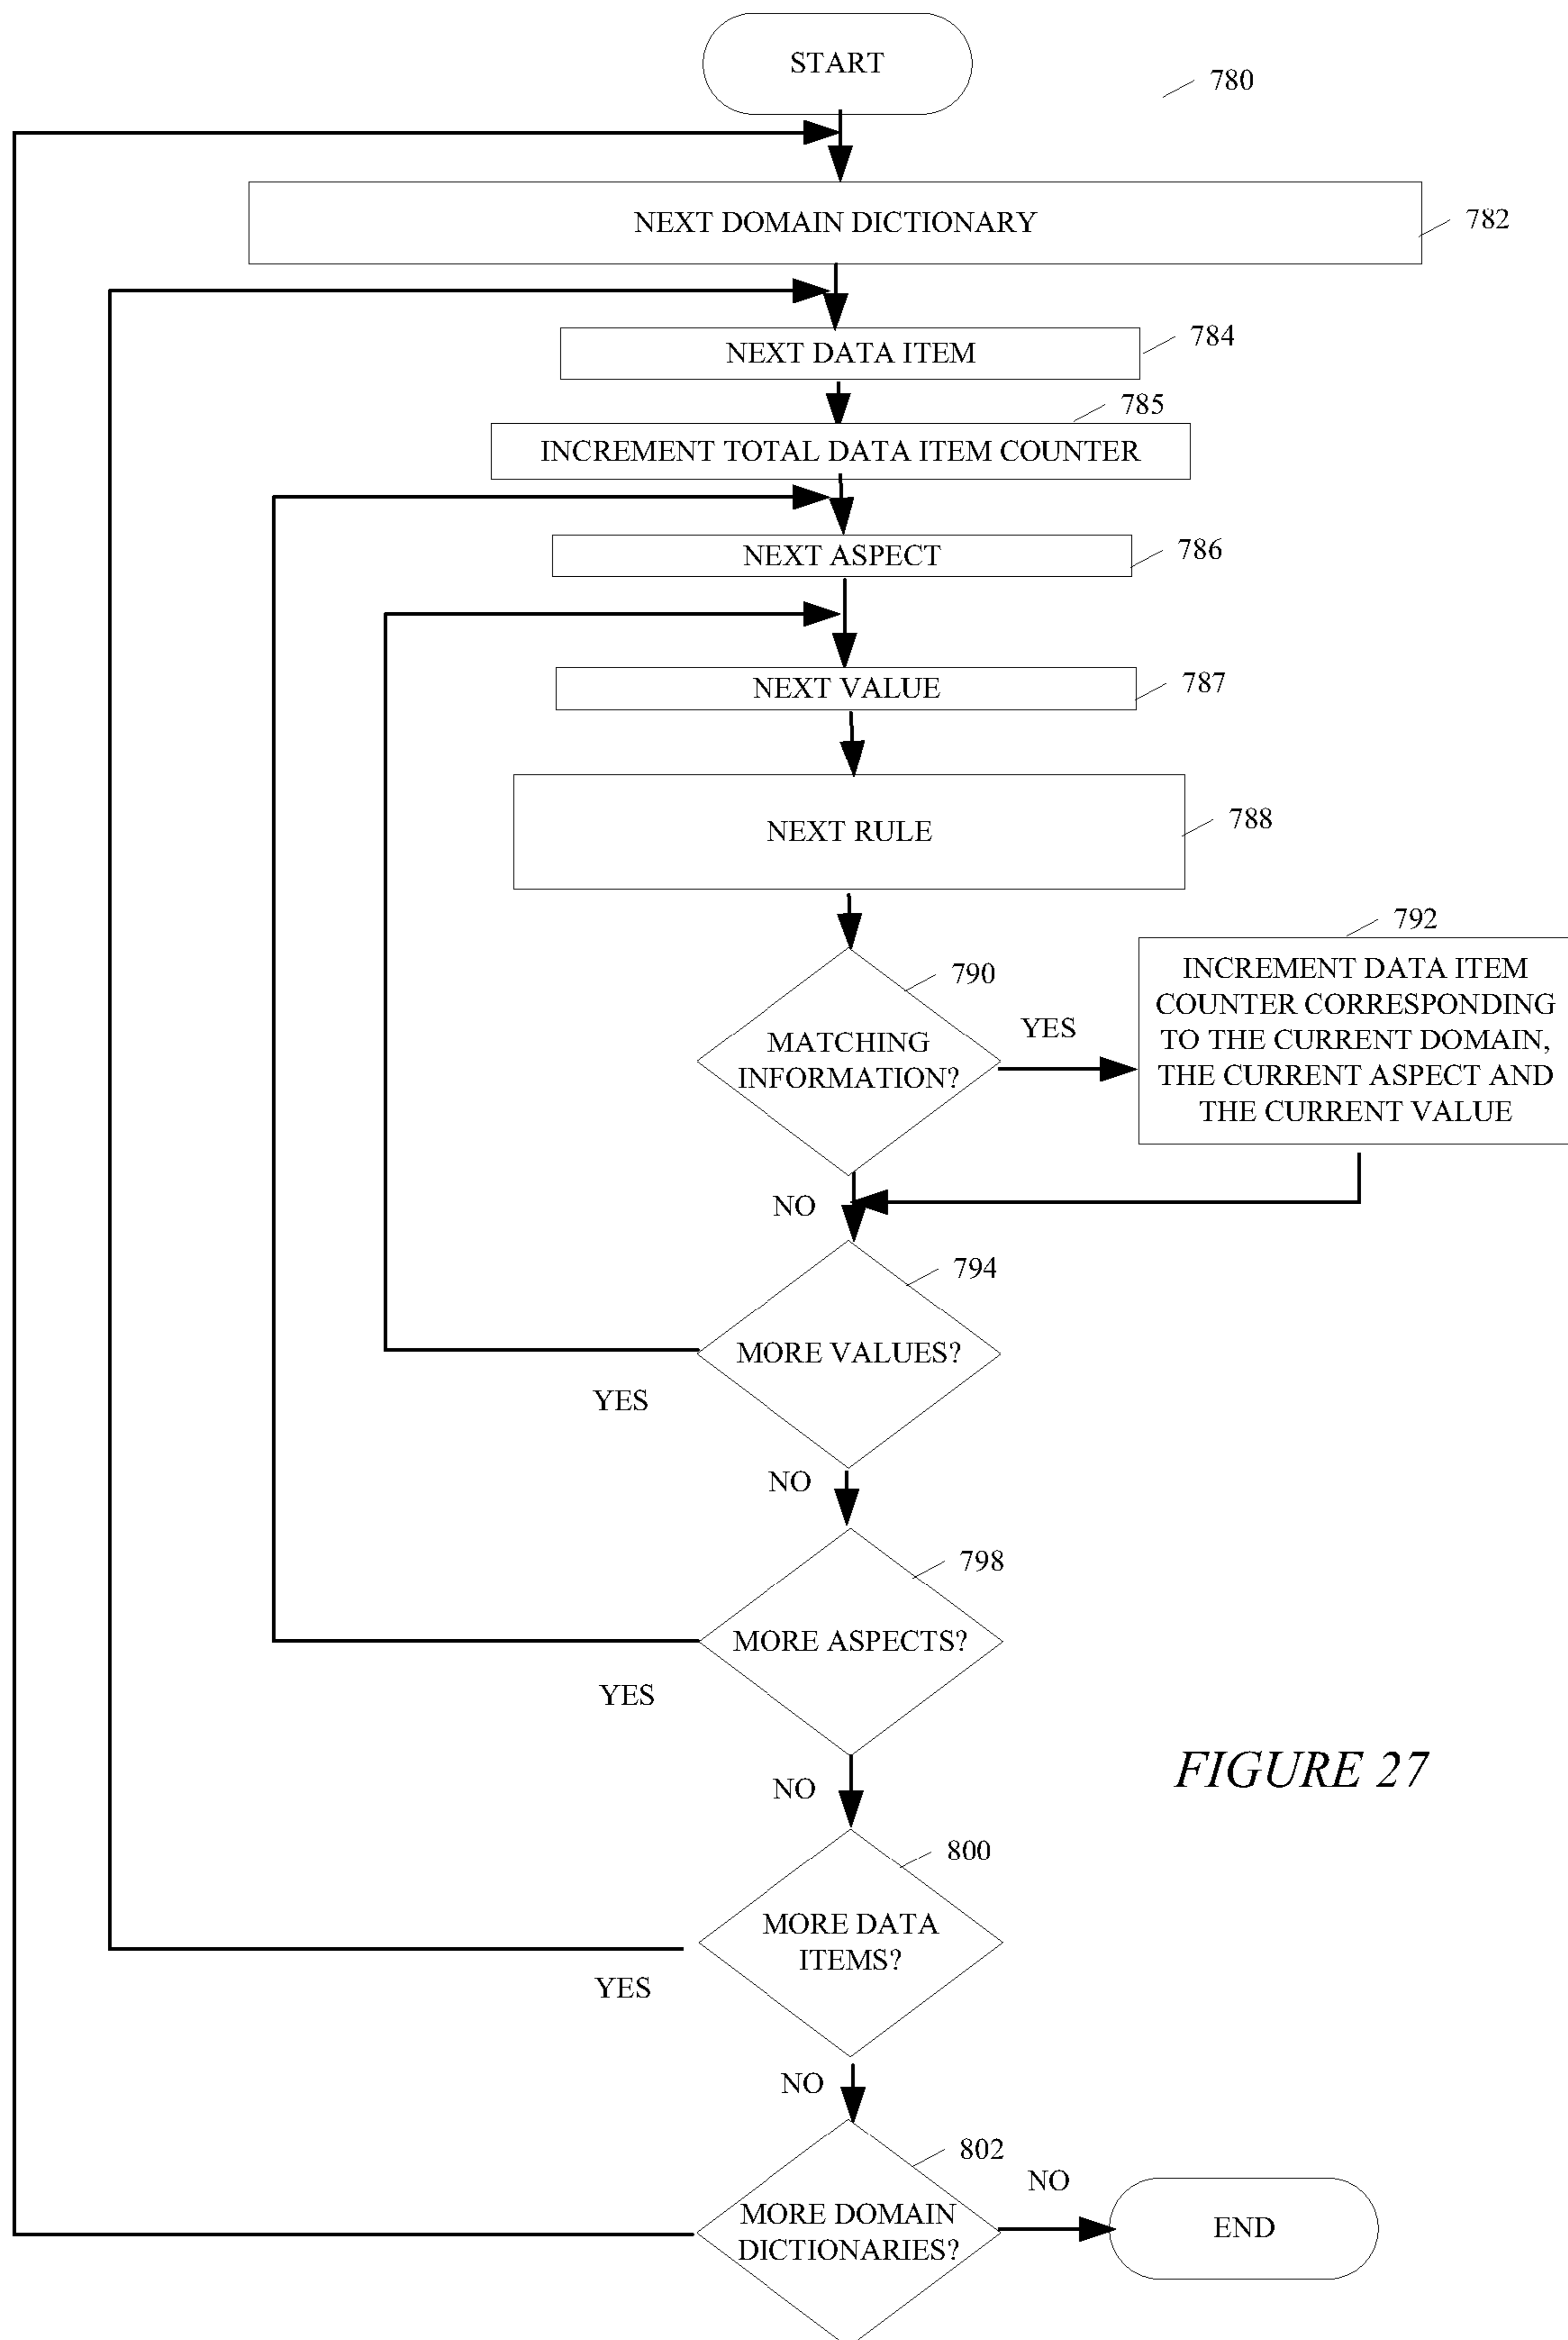 START
780
NEXT DOMAIN DICTIONARY
782
NEXT DATA ITEM
784
785
INCREMENT TOTAL DATA ITEM COUNTER
NEXT ASPECT
786
NEXT VALUE
787
NEXT RULE
788
790
MATCHING
INFORMATION?
YES
792
INCREMENT DATA ITEM
COUNTER CORRESPONDING
TO THE CURRENT DOMAIN,
THE CURRENT ASPECT AND
THE CURRENT VALUE
NO
794
MORE VALUES?
YES
NO
798
MORE ASPECTS?
YES
NO
FIGURE 27
800
MORE DATA
ITEMS?
YES
NO
802
MORE DOMAIN
DICTIONARIES?
NO
END